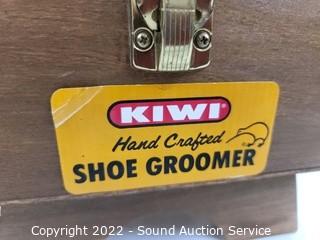 KIWI®
Hand Crafted
SHOE GROOMER
Copyright 2022 - Sound Auction Service